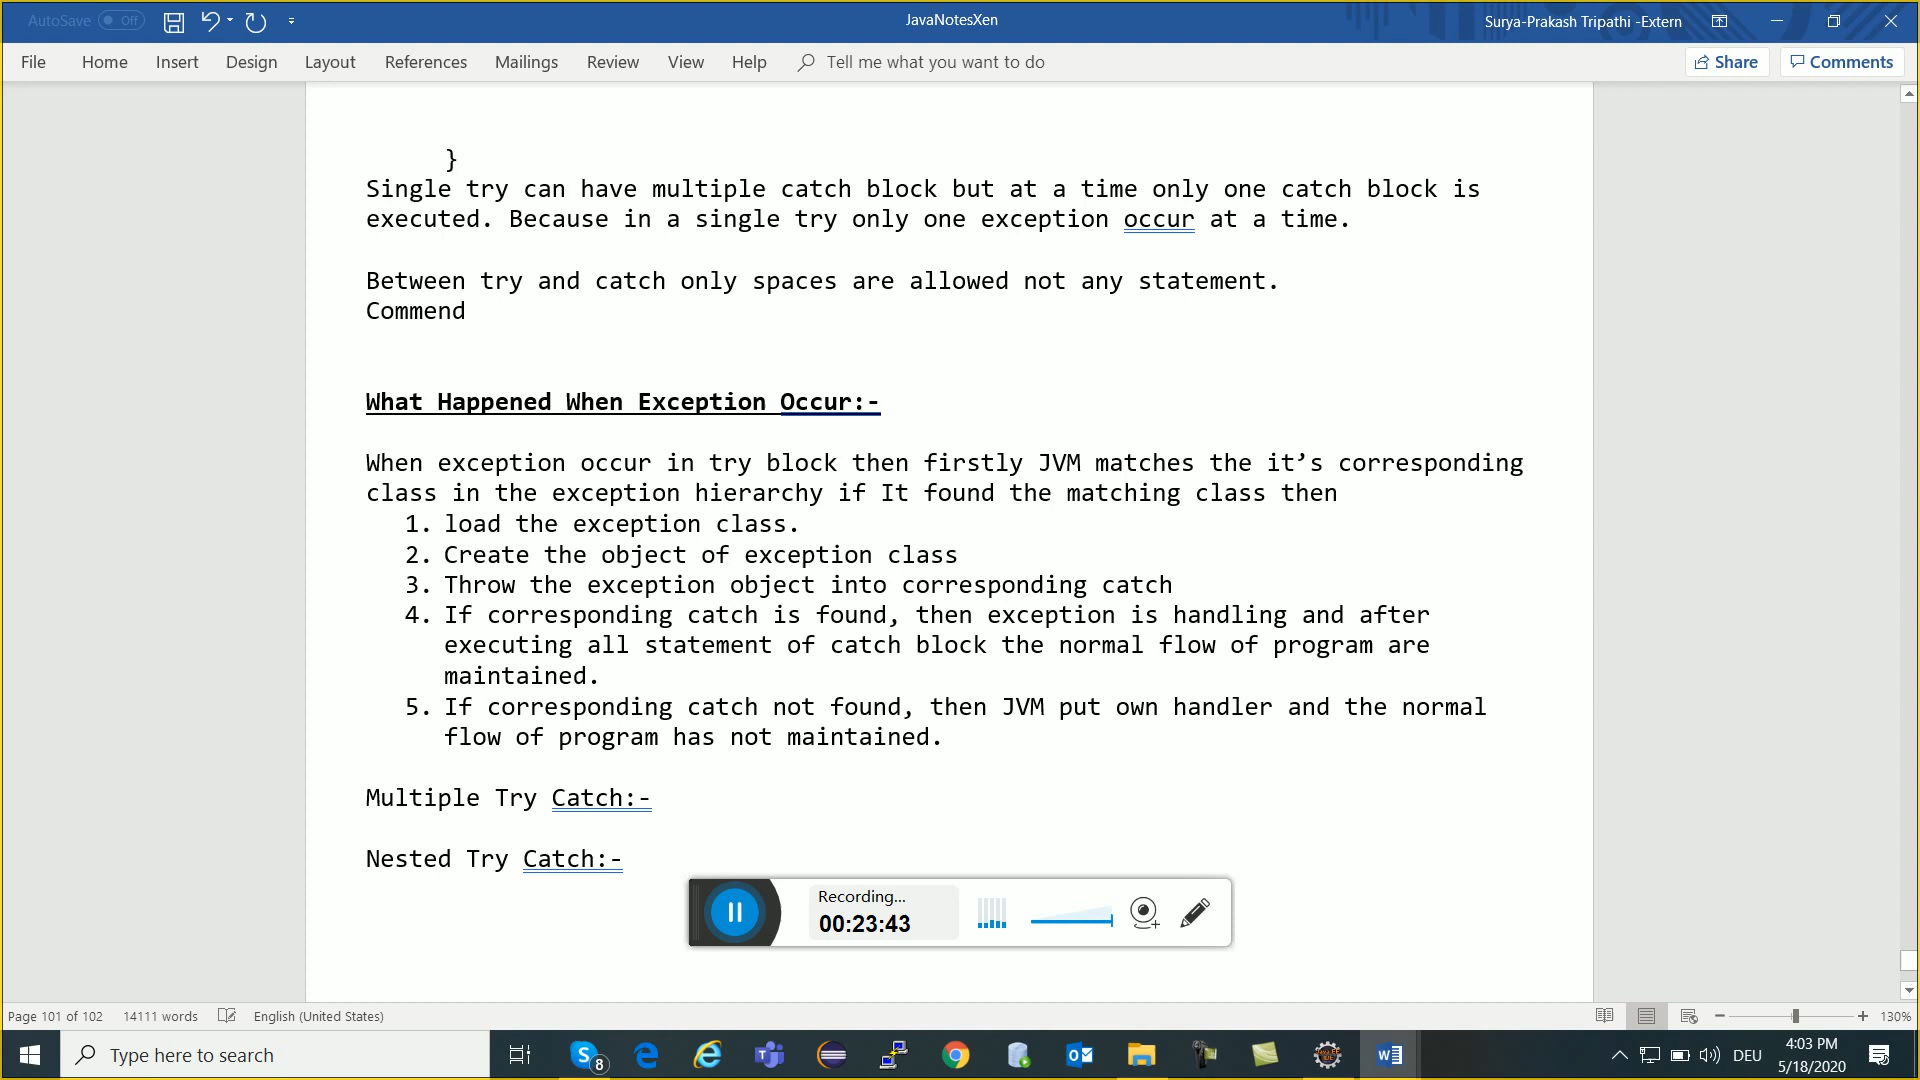 AutoSave Off
JavaNotesXen
Surya-Prakash Tripathi -Extern
File Home Insert Design Layout References Mailings Review View Help Tell me what you want to do Share Comments
}
Single try can have multiple catch block but at a time only one catch block is
executed. Because in a single try only one exception occur at a time.
Between try and catch only spaces are allowed not any statement.
Commend
What Happened When Exception Occur:-
When exception occur in try block then firstly JVM matches the it’s corresponding
class in the exception hierarchy if It found the matching class then
1. load the exception class.
2. Create the object of exception class
3. Throw the exception object into corresponding catch
4. If corresponding catch is found, then exception is handling and after
executing all statement of catch block the normal flow of program are
maintained.
5. If corresponding catch not found, then JVM put own handler and the normal
flow of program has not maintained.
Multiple Try Catch:-
Nested Try Catch:-
Recording...
00:23:43
Page 101 of 102 14111 words English (United States) 130%
Type here to search
8
DEU
4:03 PM
5/18/2020